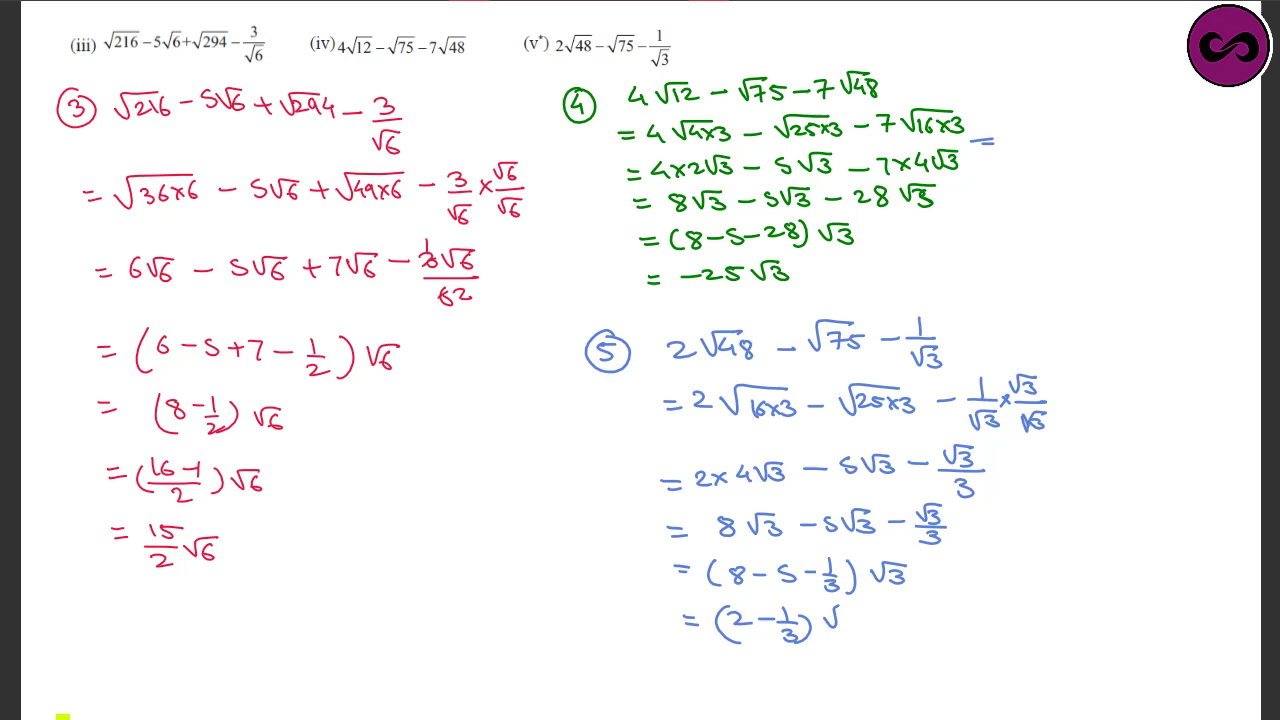 (iii) √216 − 5√6 + √294 − 3/√6 (iv) 4√12 − √75 − 7√48 (v*) 2√48 − √75 − 1/√3
③ √216 − 5√6 + √294 − 3/√6
= √36×6 − 5√6 + √49×6 − 3/√6 × √6/√6
= 6√6 − 5√6 + 7√6 − 1 3√6/6 2
= (6 − 5 + 7 − 1/2) √6
= (8 − 1/2) √6
= (16−1/2) √6
= 15/2 √6
④ 4√12 − √75 − 7√48
= 4√4×3 − √25×3 − 7√16×3 =
= 4×2√3 − 5√3 − 7×4√3
= 8√3 − 5√3 − 28√3
= (8 − 5 − 28) √3
= −25√3
⑤ 2√48 − √75 − 1/√3
= 2√16×3 − √25×3 − 1/√3 × √3/√3
= 2×4√3 − 5√3 − √3/3
= 8√3 − 5√3 − √3/3
= (8 − 5 − 1/3) √3
= (2 − 1/3) √